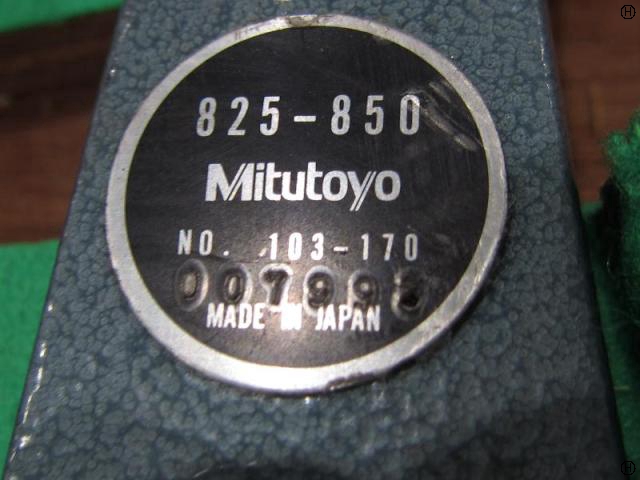 825-850
Mitutoyo
NO. 103-170
MADE IN JAPAN